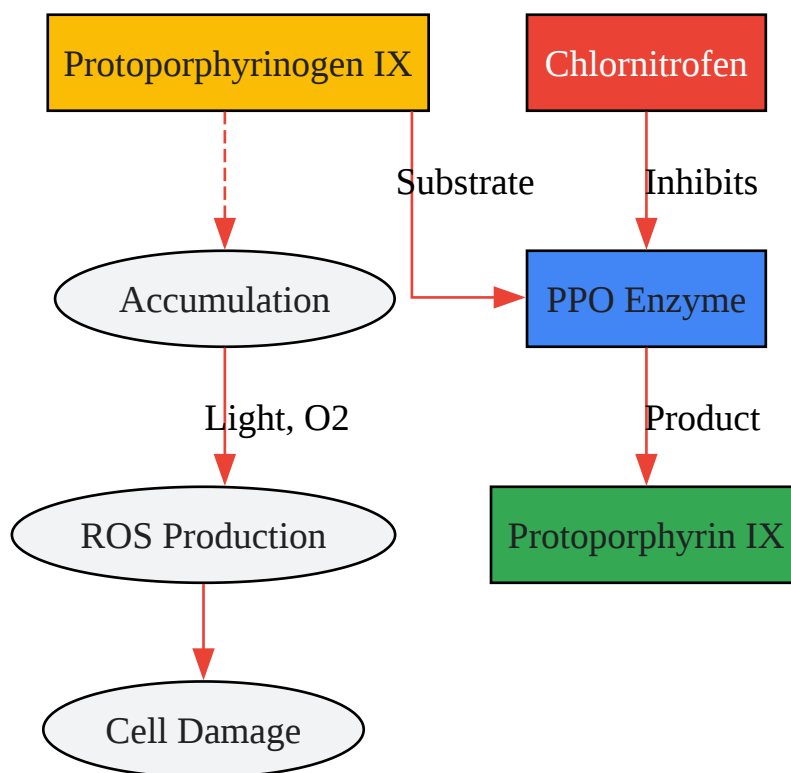 Protoporphyrinogen IX
Chlornitrofen
Substrate
Inhibits
Accumulation
PPO Enzyme
Light, O2
Product
ROS Production
Protoporphyrin IX
Cell Damage